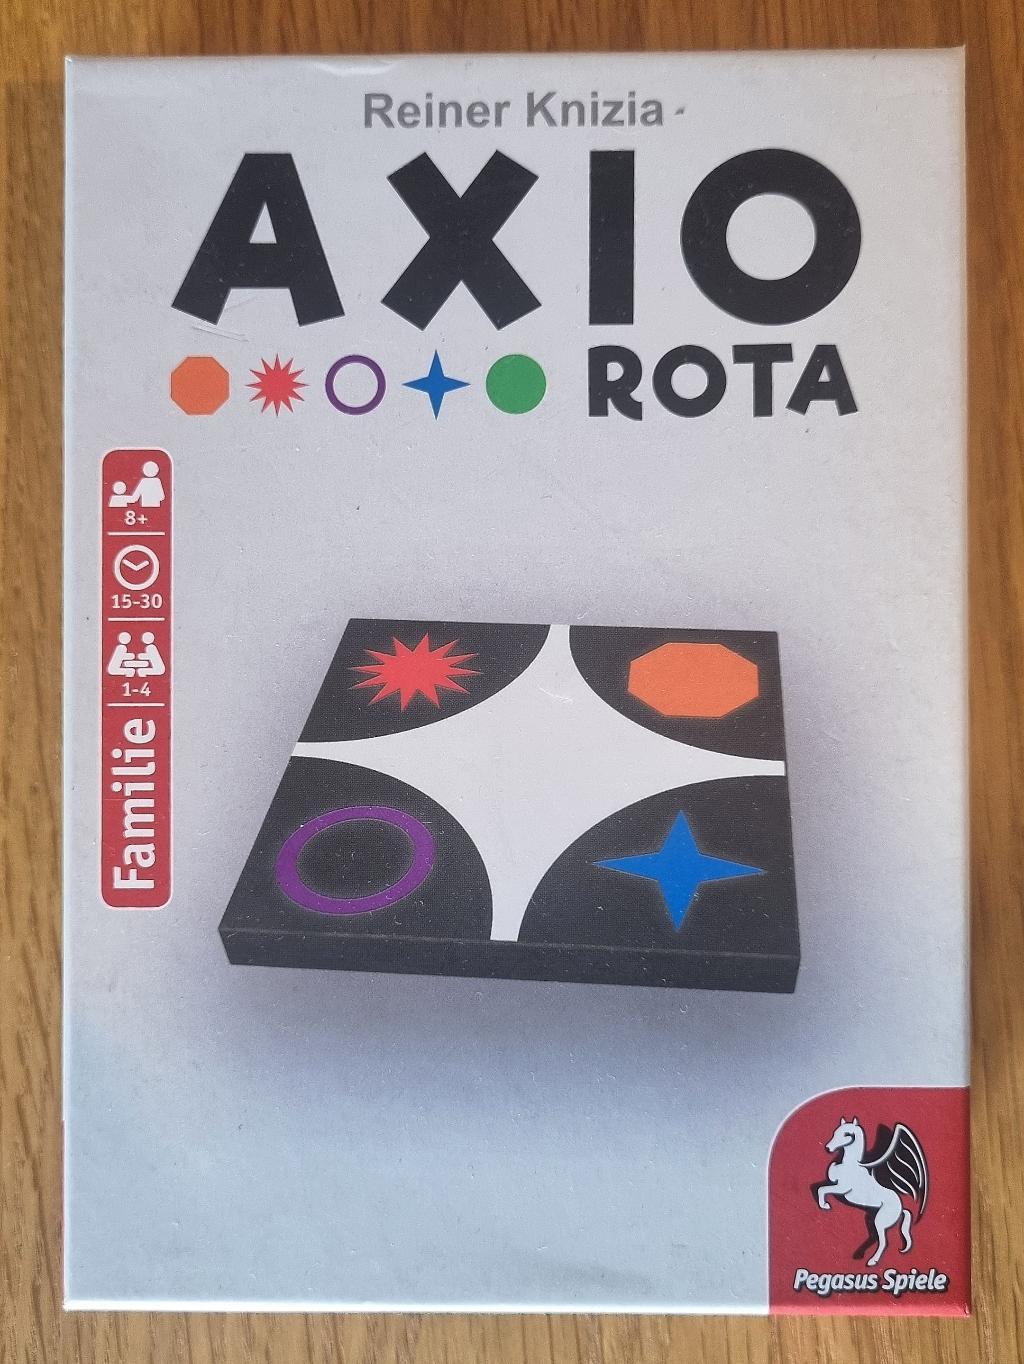 Reiner Knizia
AXIO
ROTA
8+
15-30
1-4
Familie
Pegasus Spiele